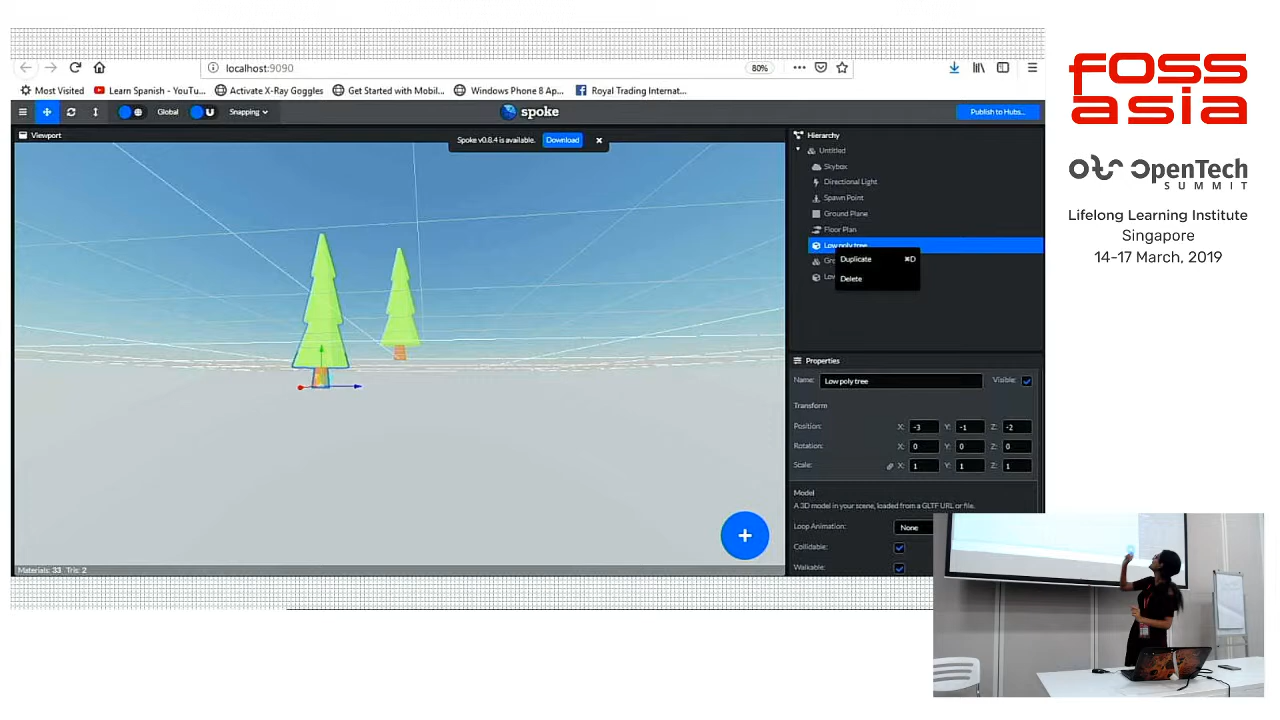 localhost:9090
80%
Most Visited
Learn Spanish - YouTu...
Activate X-Ray Goggles
Get Started with Mobil...
Windows Phone 8 Ap...
Royal Trading Internat...
Global
Snapping
spoke
Publish to Hubs...
Viewport
Spoke v0.8.4 is available.
Download
Hierarchy
Untitled
Skybox
Directional Light
Spawn Point
Ground Plane
Floor Plan
Low poly tree
Duplicate
⌘D
Gro
Delete
Low
Properties
Name:
Low poly tree
Visible:
Transform
Position:
X: -3 Y: -1 Z: -2
Rotation:
X: 0 Y: 0 Z: 0
Scale:
X: 1 Y: 1 Z: 1
Model
A 3D model in your scene, loaded from a GLTF URL or file.
Loop Animation:
None
Collidable:
Walkable:
Materials: 33 Tris: 2
foss
asia
OpenTech
SUMMIT
Lifelong Learning Institute
Singapore
14-17 March, 2019